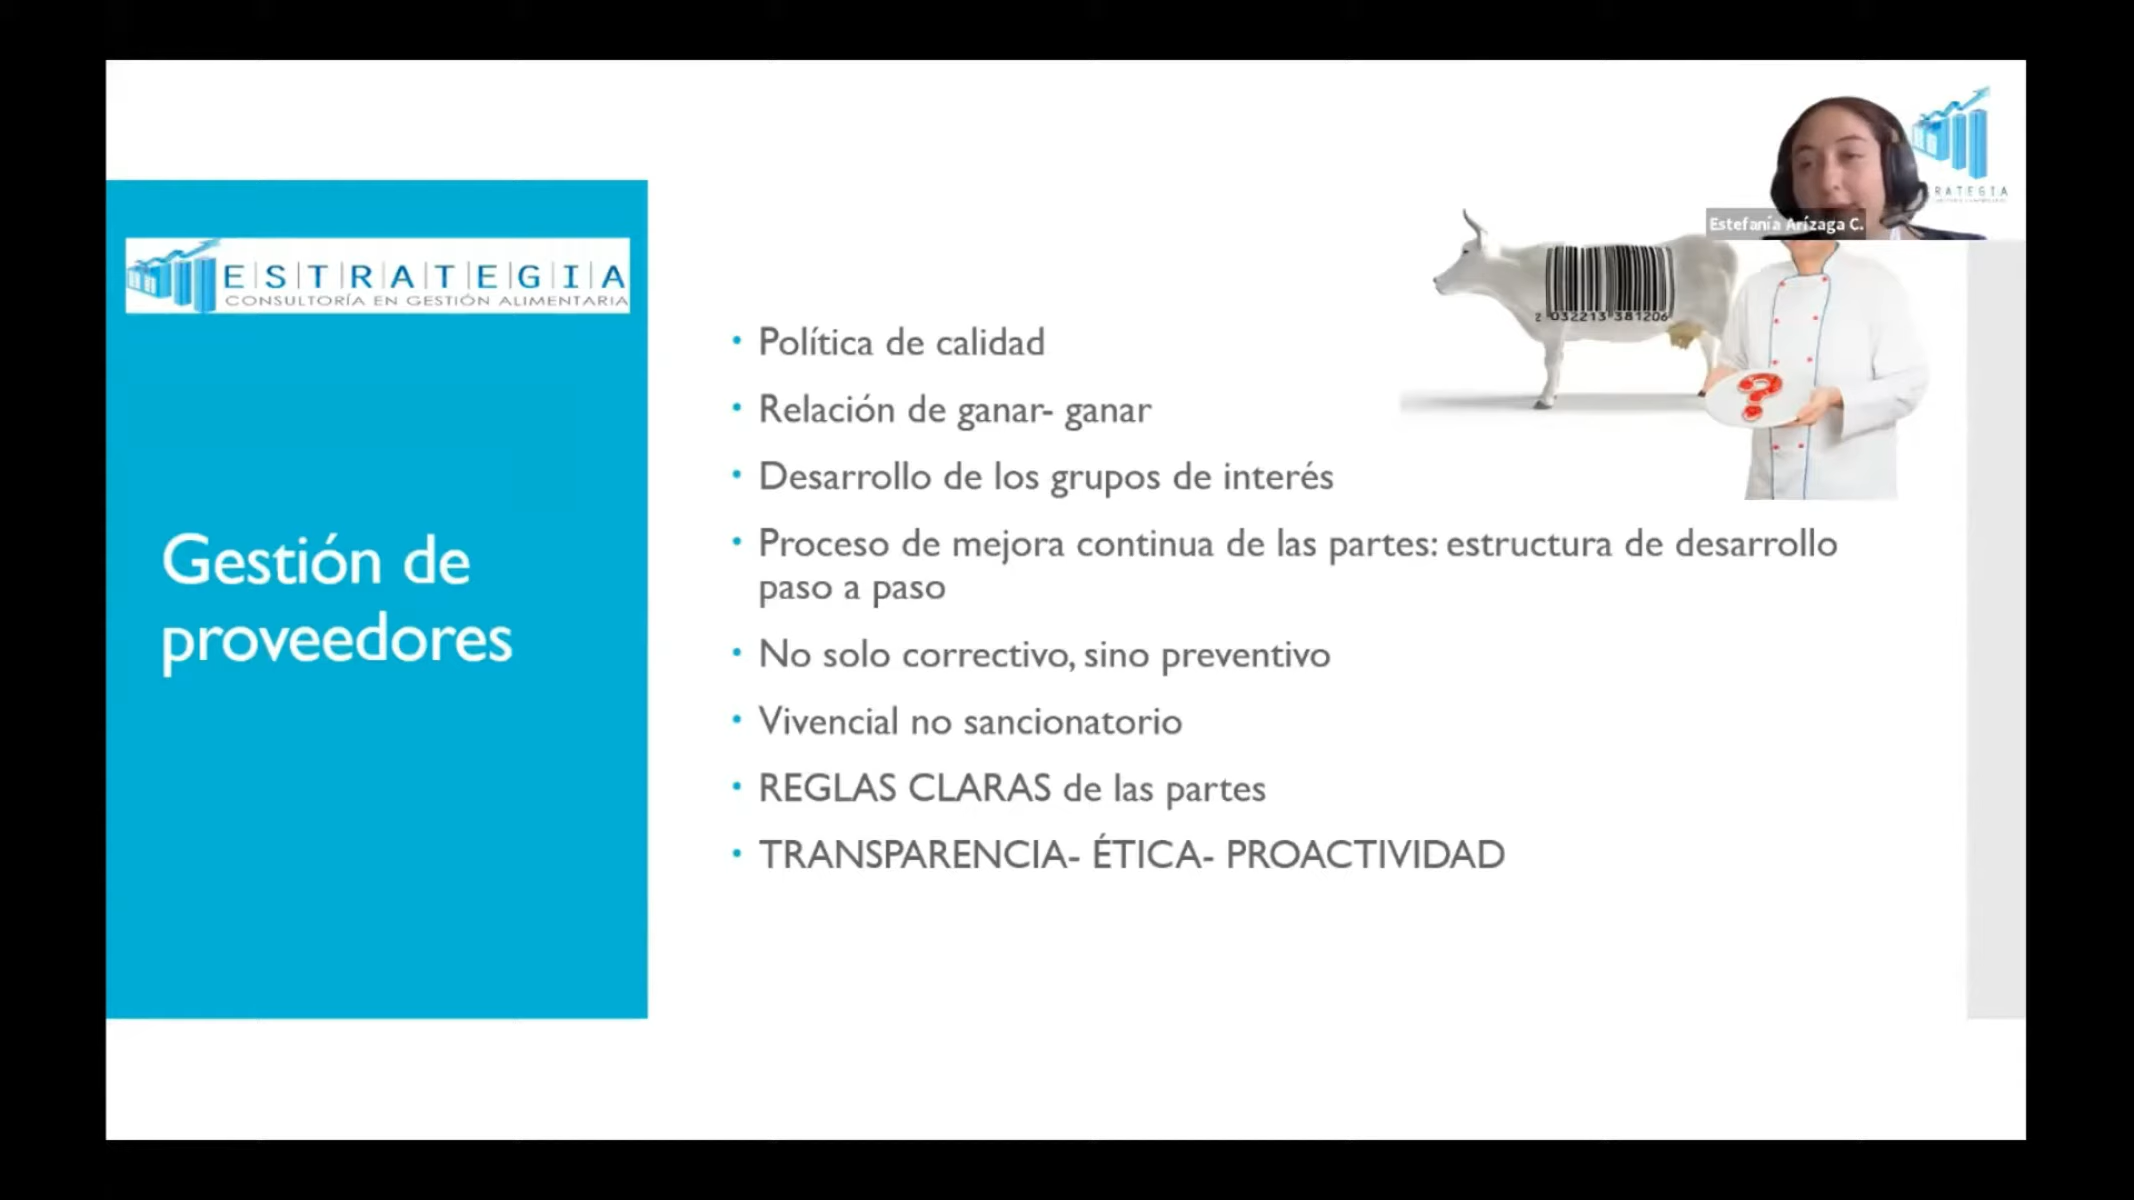 E|S|T|R|A|T|E|G|I|A
CONSULTORÍA EN GESTIÓN ALIMENTARIA
Gestión de
proveedores
RATEGIA
Estefanía Arízaga C.
2 032213 381206
• Política de calidad
• Relación de ganar- ganar
• Desarrollo de los grupos de interés
• Proceso de mejora continua de las partes: estructura de desarrollo
paso a paso
• No solo correctivo, sino preventivo
• Vivencial no sancionatorio
• REGLAS CLARAS de las partes
• TRANSPARENCIA- ÉTICA- PROACTIVIDAD